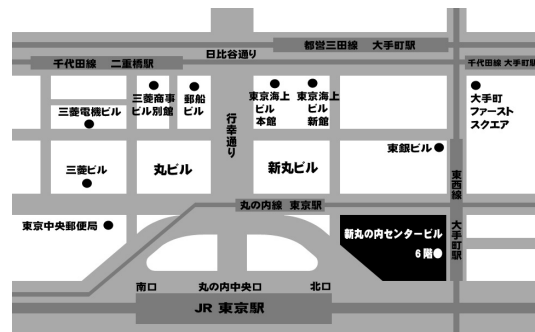 都営三田線 大手町駅
日比谷通り
千代田線 二重橋駅
千代田線 大手町駅
三菱商事
ビル別館
郵船
ビル
東京海上
ビル
本館
東京海上
ビル
新館
大手町
ファースト
スクエア
三菱電機ビル
行幸通り
東銀ビル
三菱ビル
丸ビル
新丸ビル
東西線 大手町駅
丸の内線 東京駅
東京中央郵便局
新丸の内センタービル
6階
南口
丸の内中央口
北口
JR 東京駅